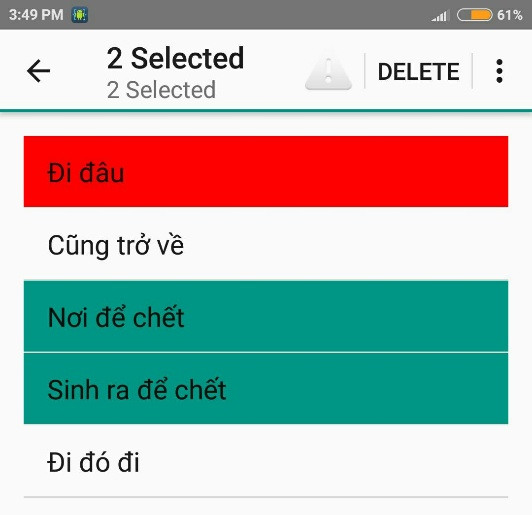 3:49 PM
61%
2 Selected
2 Selected
DELETE
Đi đâu
Cũng trở về
Nơi để chết
Sinh ra để chết
Đi đó đi